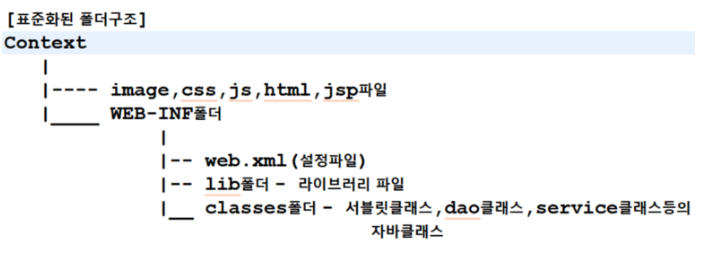 [표준화된 폴더구조]
Context
|
|---- image,css,js,html,jsp파일
|____ WEB-INF폴더
|
|-- web.xml(설정파일)
|-- lib폴더 - 라이브러리 파일
|__ classes폴더 - 서블릿클래스,dao클래스,service클래스등의
자바클래스